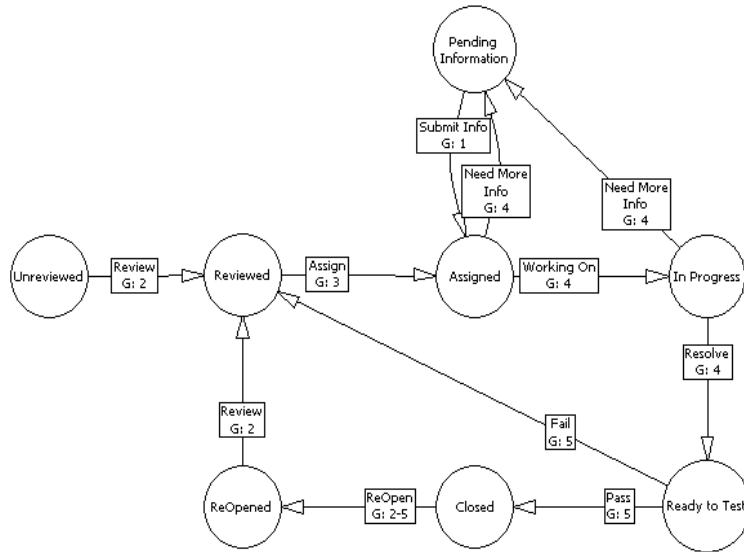 Pending
Information
Submit Info
G: 1
Need More
Info
G: 4
Need More
Info
G: 4
Unreviewed
Review
G: 2
Reviewed
Assign
G: 3
Assigned
Working On
G: 4
In Progress
Resolve
G: 4
Review
G: 2
Fail
G: 5
ReOpened
ReOpen
G: 2-5
Closed
Pass
G: 5
Ready to Test